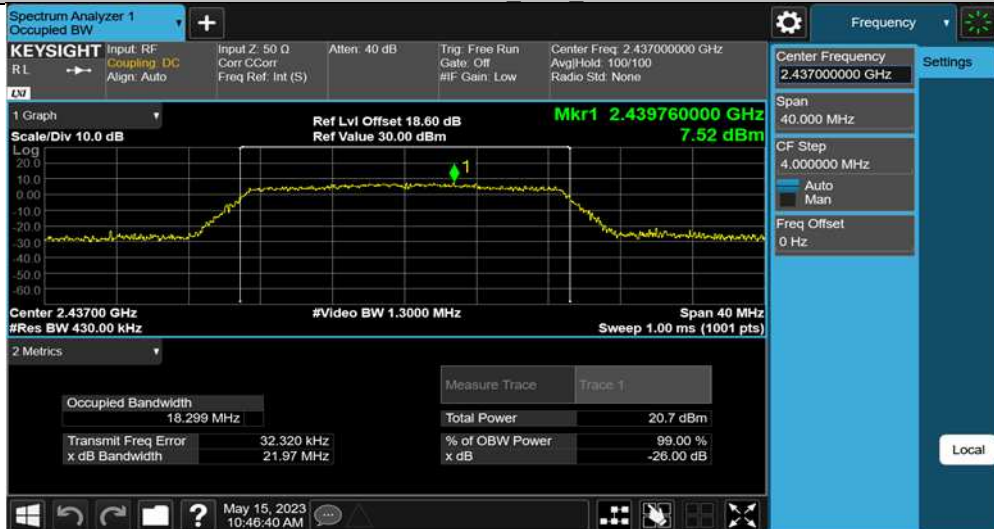 Spectrum Analyzer 1
Occupied BW
Frequency
KEYSIGHT
R L
LXI
Input: RF
Coupling: DC
Align: Auto
Input Z: 50 Ω
Corr CCorr
Freq Ref: Int (S)
Atten: 40 dB
Trig: Free Run
Gate: Off
#IF Gain: Low
Center Freq: 2.437000000 GHz
Avg|Hold: 100/100
Radio Std: None
Center Frequency
2.437000000 GHz
Settings
Span
40.000 MHz
CF Step
4.000000 MHz
Auto
Man
Freq Offset
0 Hz
Local
1 Graph
Scale/Div 10.0 dB
Ref Lvl Offset 18.60 dB
Ref Value 30.00 dBm
Mkr1 2.439760000 GHz
7.52 dBm
Log
20.0
10.0
0.00
-10.0
-20.0
-30.0
-40.0
-50.0
-60.0
1
Center 2.43700 GHz
#Res BW 430.00 kHz
#Video BW 1.3000 MHz
Span 40 MHz
Sweep 1.00 ms (1001 pts)
2 Metrics
Measure Trace
Trace 1
Occupied Bandwidth
18.299 MHz
Total Power
20.7 dBm
Transmit Freq Error
32.320 kHz
% of OBW Power
99.00 %
x dB Bandwidth
21.97 MHz
x dB
-26.00 dB
?
May 15, 2023
10:46:40 AM